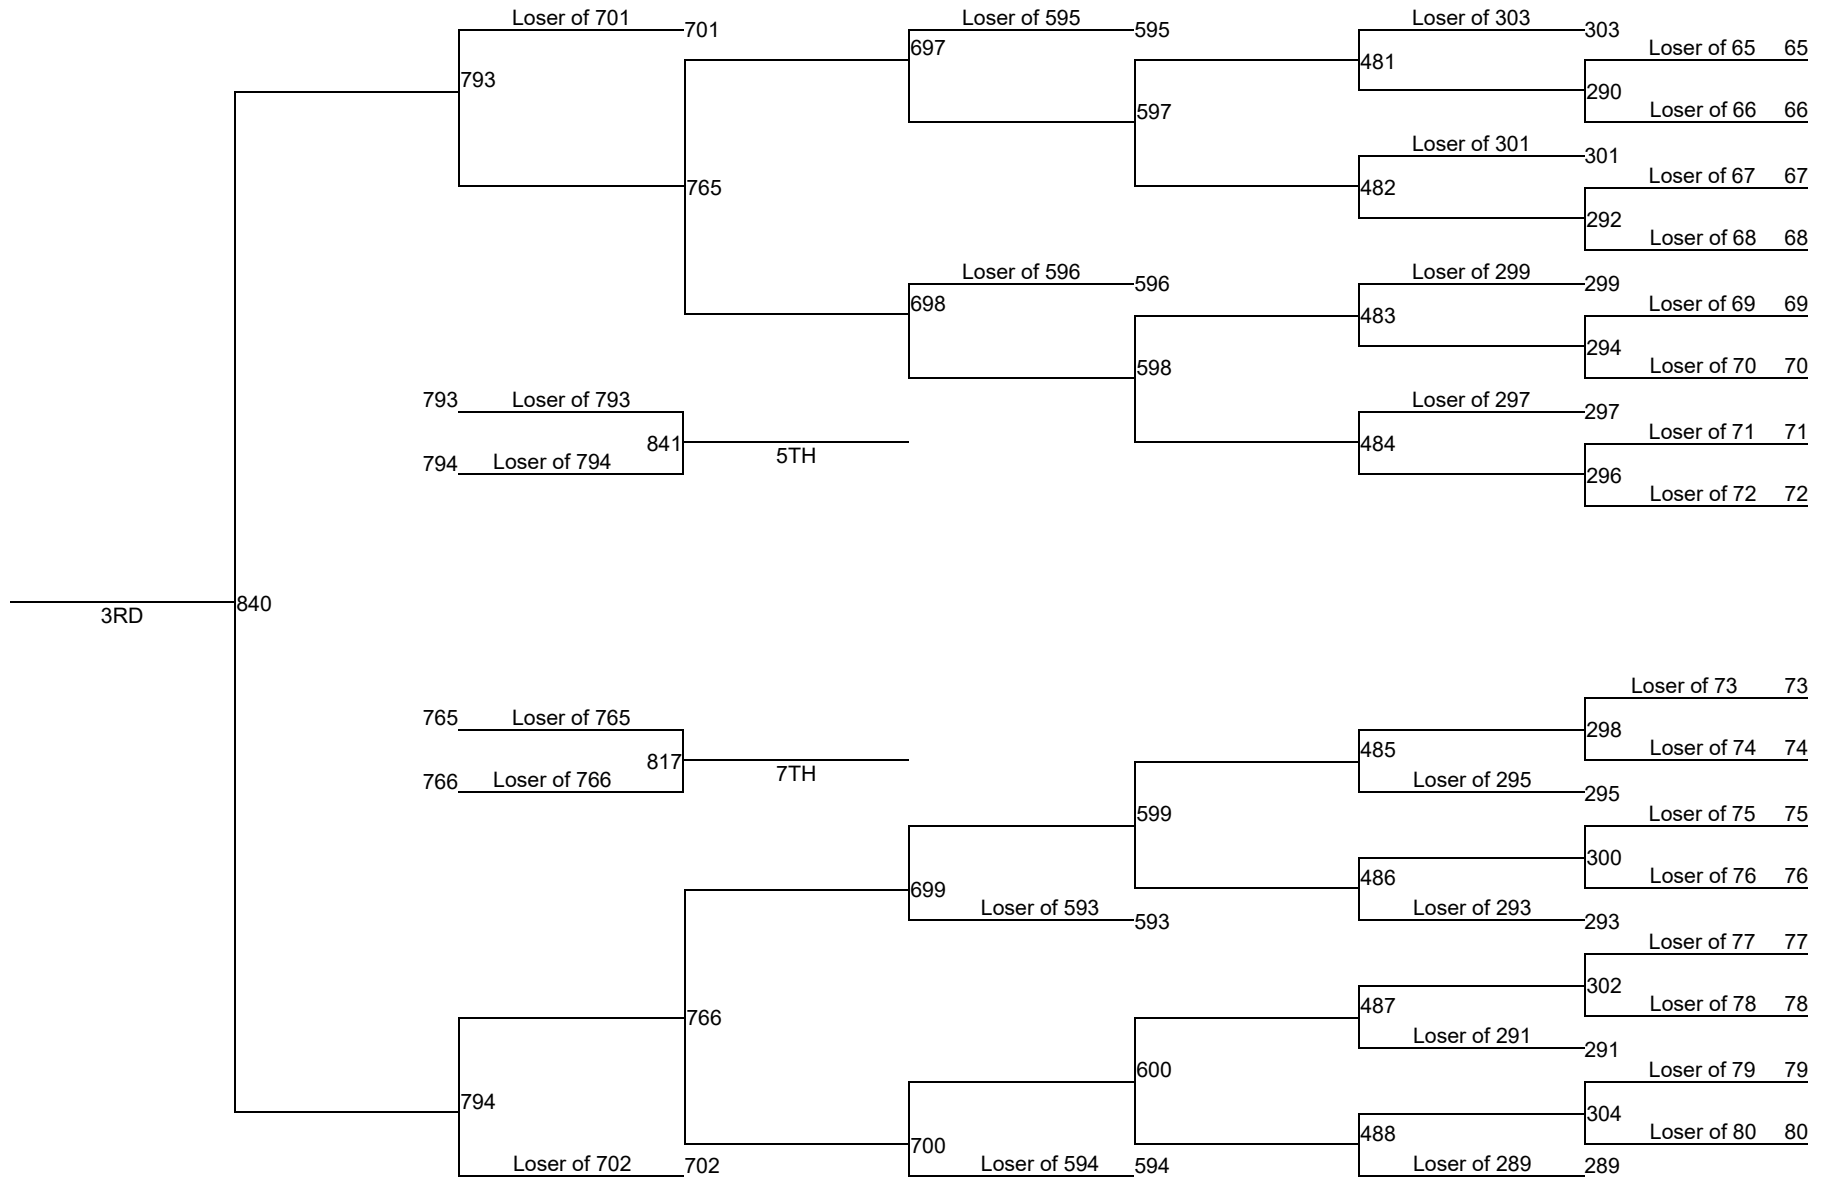 Loser of 701 701 Loser of 595 595 Loser of 303 303
697 Loser of 65 65
793 481
290
597 Loser of 66 66
Loser of 301 301
Loser of 67 67
765 482
292
Loser of 68 68
Loser of 596 596 Loser of 299 299
698 483 Loser of 69 69
294
598 Loser of 70 70
793 Loser of 793 Loser of 297 297
841 484 Loser of 71 71
5TH
794 Loser of 794 296
Loser of 72 72
840
3RD
Loser of 73 73
765 Loser of 765 298
817 485 Loser of 74 74
7TH
766 Loser of 766 Loser of 295 295
599 Loser of 75 75
300
699 486 Loser of 76 76
Loser of 593 593 Loser of 293 293
Loser of 77 77
302
766 487 Loser of 78 78
Loser of 291 291
600 Loser of 79 79
794 304
700 488 Loser of 80 80
Loser of 702 702 Loser of 594 594 Loser of 289 289